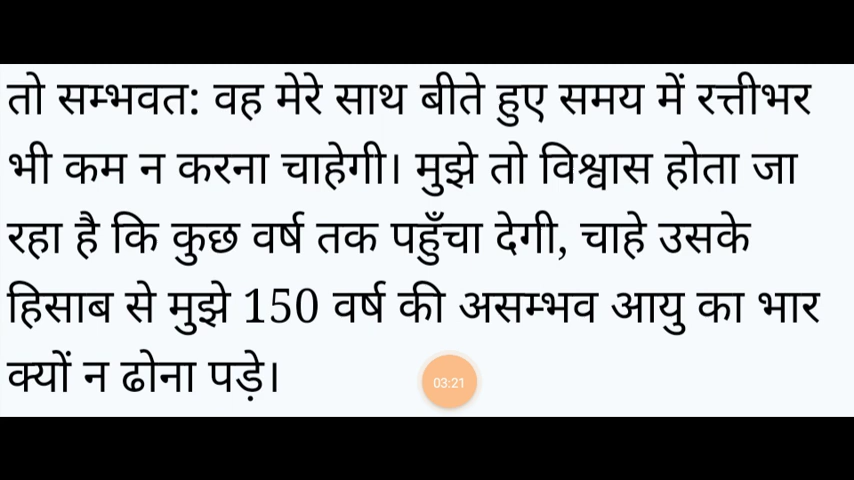 तो सम्भवत: वह मेरे साथ बीते हुए समय में रत्तीभर
भी कम न करना चाहेगी। मुझे तो विश्वास होता जा
रहा है कि कुछ वर्ष तक पहुँचा देगी, चाहे उसके
हिसाब से मुझे 150 वर्ष की असम्भव आयु का भार
क्यों न ढोना पड़े।
03:21